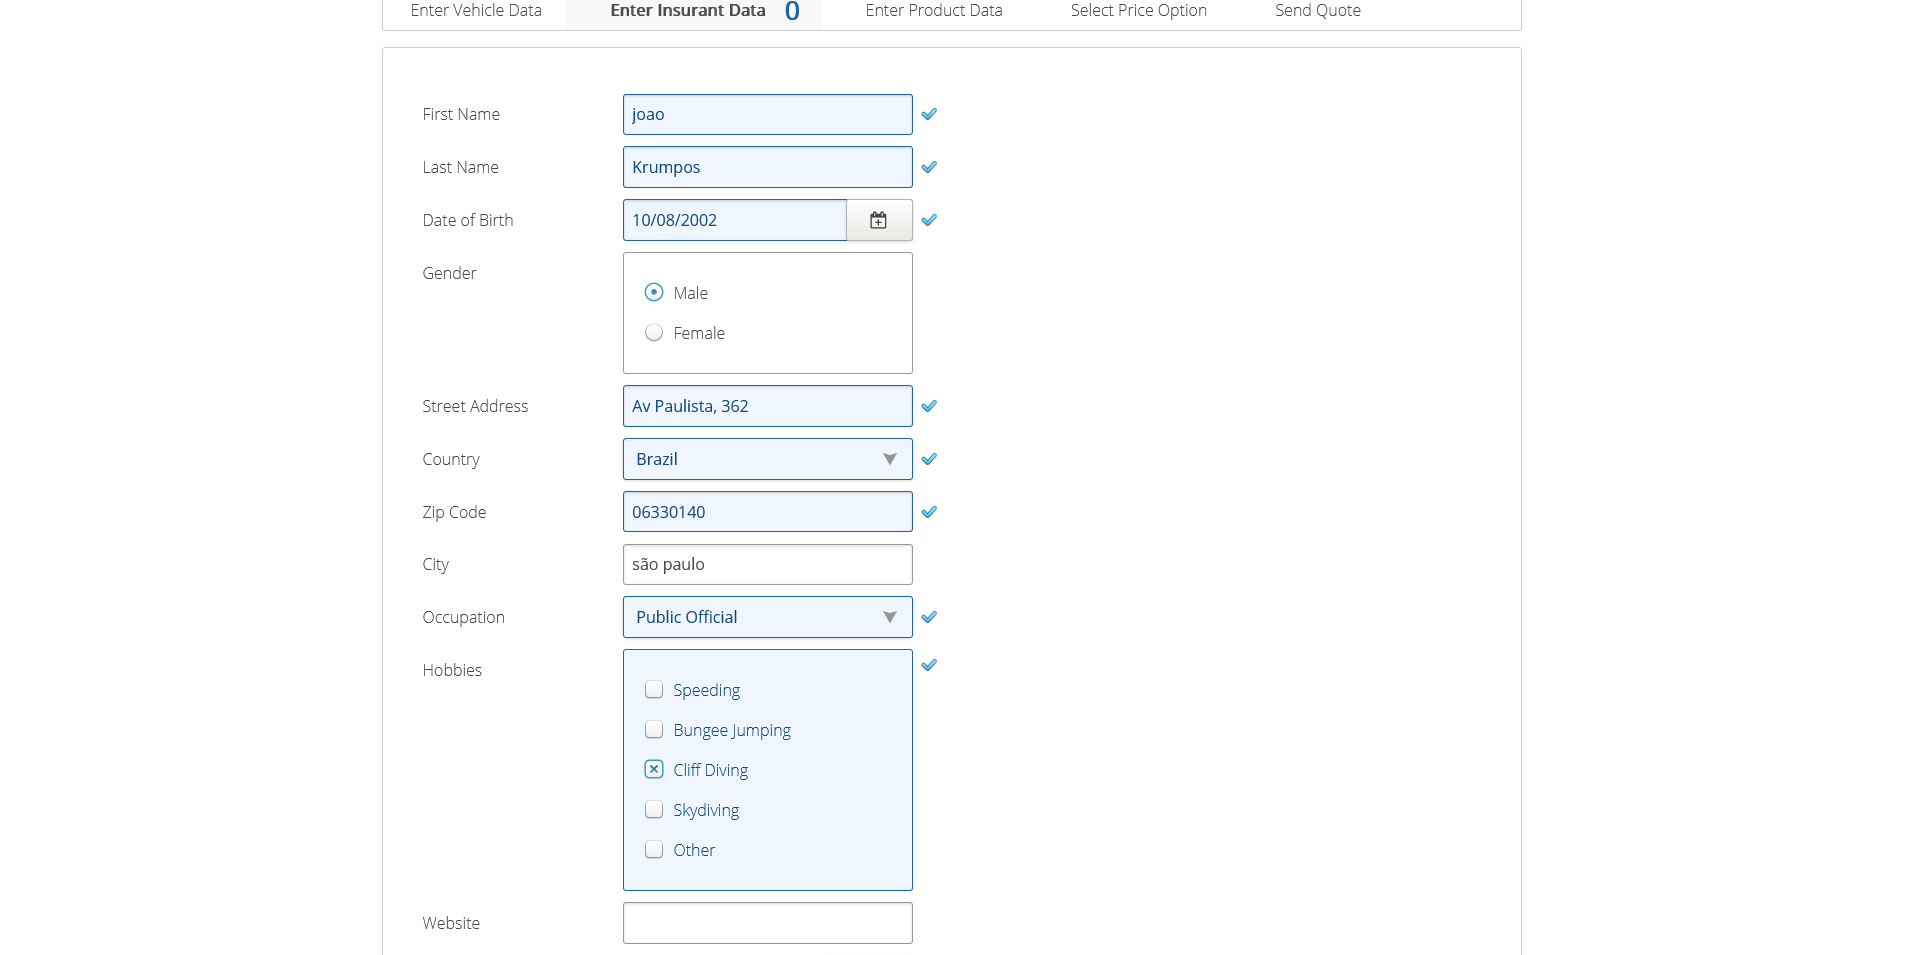 Enter Vehicle Data Enter Insurant Data 0 Enter Product Data Select Price Option Send Quote
First Name joao
Last Name Krumpos
Date of Birth 10/08/2002
Gender
Male
Female
Street Address Av Paulista, 362
Country Brazil
Zip Code 06330140
City são paulo
Occupation Public Official
Hobbies
Speeding
Bungee Jumping
Cliff Diving
Skydiving
Other
Website